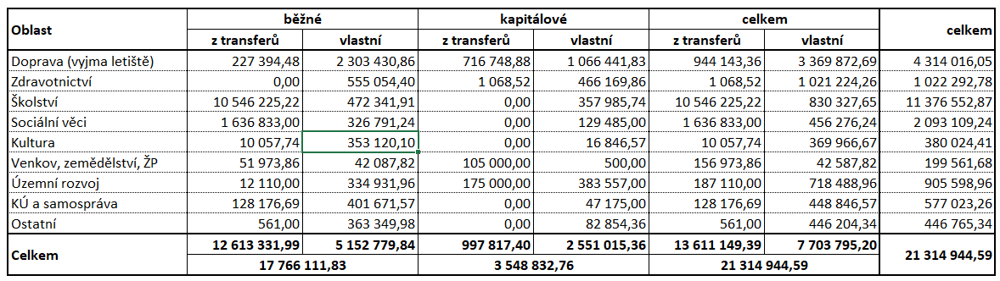 Oblast běžné kapitálové celkem celkem
z transferů vlastní z transferů vlastní z transferů vlastní
Doprava (vyjma letiště) 227 394,48 2 303 430,86 716 748,88 1 066 441,83 944 143,36 3 369 872,69 4 314 016,05
Zdravotnictví 0,00 555 054,40 1 068,52 466 169,86 1 068,52 1 021 224,26 1 022 292,78
Školství 10 546 225,22 472 341,91 0,00 357 985,74 10 546 225,22 830 327,65 11 376 552,87
Sociální věci 1 636 833,00 326 791,24 0,00 129 485,00 1 636 833,00 456 276,24 2 093 109,24
Kultura 10 057,74 353 120,10 0,00 16 846,57 10 057,74 369 966,67 380 024,41
Venkov, zemědělství, ŽP 51 973,86 42 087,82 105 000,00 500,00 156 973,86 42 587,82 199 561,68
Územní rozvoj 12 110,00 334 931,96 175 000,00 383 557,00 187 110,00 718 488,96 905 598,96
KÚ a samospráva 128 176,69 401 671,57 0,00 47 175,00 128 176,69 448 846,57 577 023,26
Ostatní 561,00 363 349,98 0,00 82 854,36 561,00 446 204,34 446 765,34
Celkem 12 613 331,99 5 152 779,84 997 817,40 2 551 015,36 13 611 149,39 7 703 795,20 21 314 944,59
17 766 111,83 3 548 832,76 21 314 944,59